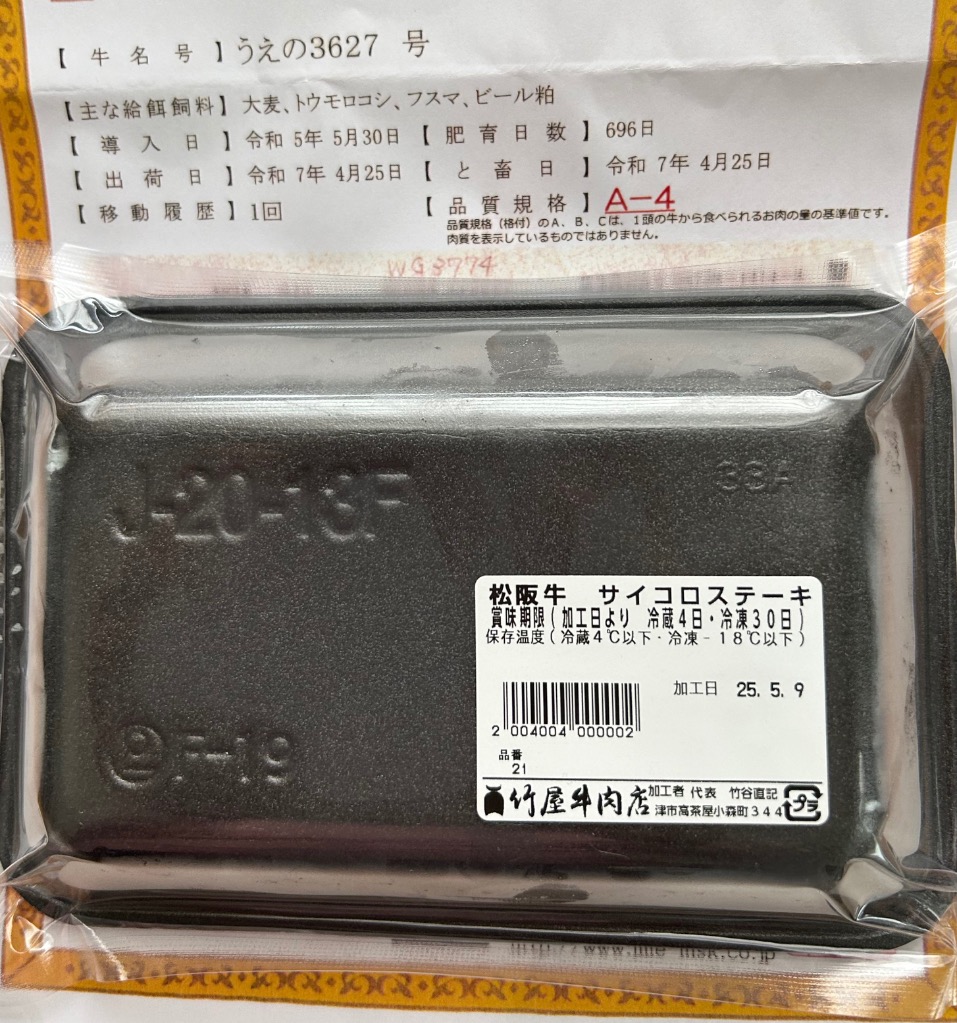 【 牛 名 号 】うえの3627 号
【主な給餌飼料】大麦、トウモロコシ、フスマ、ビール粕
【 導 入 日 】令和 5年 5月30日 【 肥 育 日 数 】696日
【 出 荷 日 】令和 7年 4月25日 【 と 畜 日 】令和 7年 4月25日
【 移 動 履 歴 】1回 【 品 質 規 格 】A-4
品質規格(格付)のA、B、Cは、1頭の牛から食べられるお肉の量の基準値です。
肉質を表示しているものではありません。
J-20-13F
33A
松阪牛 サイコロステーキ
賞味期限(加工日より 冷蔵4日・冷凍30日)
保存温度(冷蔵4℃以下・冷凍-18℃以下)
加工日 25. 5. 9
2 004004 000002
品番
21
F-19
竹屋牛肉店
加工者 代表 竹谷直記
津市高茶屋小森町344
プラ